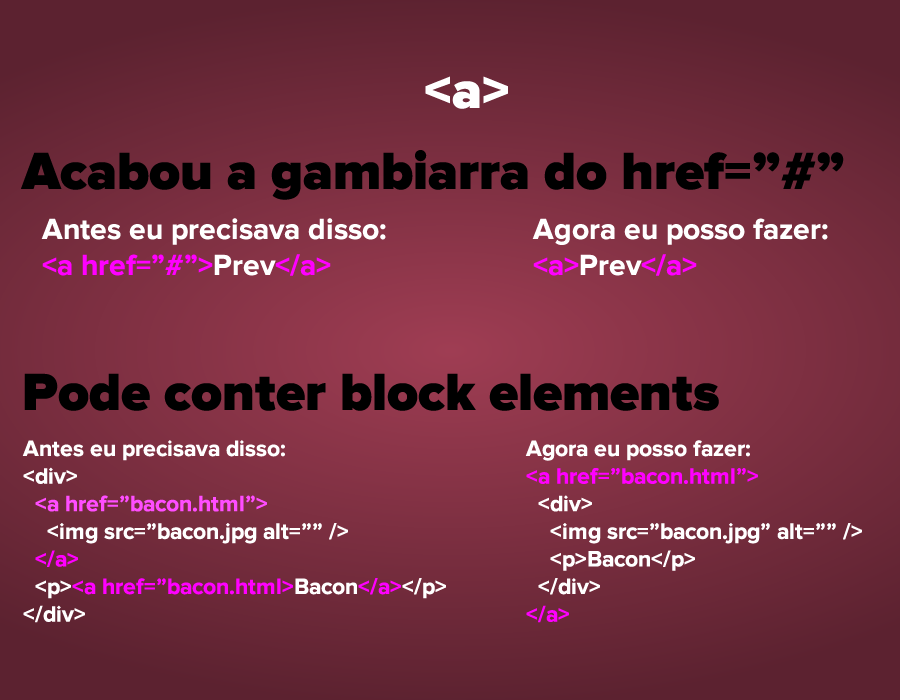 <a>
Acabou a gambiarra do href=”#”
Antes eu precisava disso:
<a href=”#”>Prev</a>
Agora eu posso fazer:
<a>Prev</a>
Pode conter block elements
Antes eu precisava disso:
<div>
<a href=”bacon.html”>
<img src=”bacon.jpg alt=”” />
</a>
<p><a href=”bacon.html>Bacon</a></p>
</div>
Agora eu posso fazer:
<a href=”bacon.html”>
<div>
<img src=”bacon.jpg” alt=”” />
<p>Bacon</p>
</div>
</a>